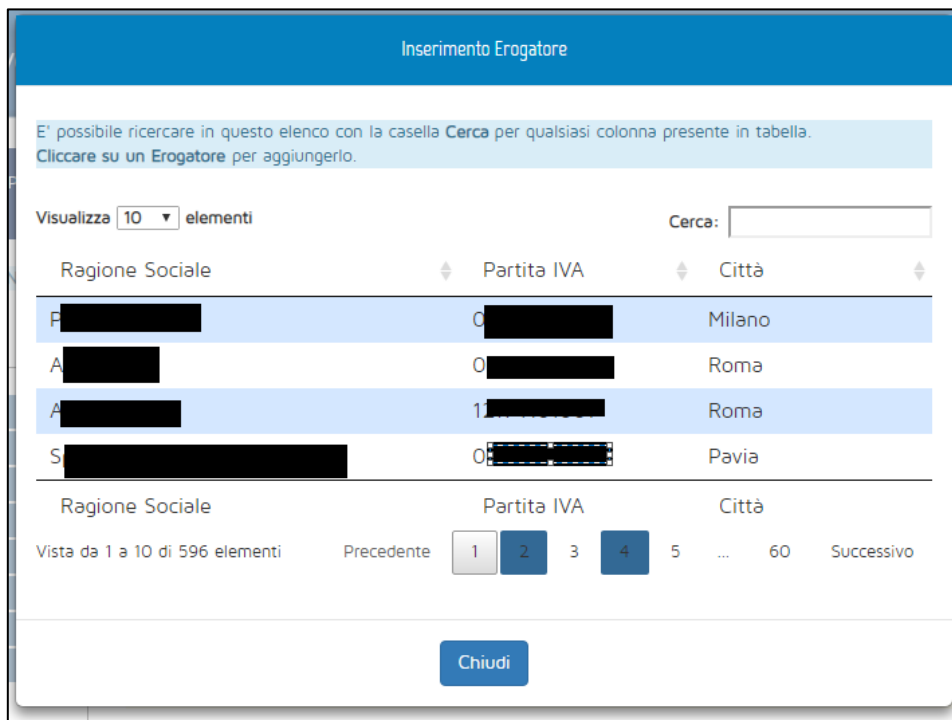 Inserimento Erogatore
E' possibile ricercare in questo elenco con la casella Cerca per qualsiasi colonna presente in tabella.
Cliccare su un Erogatore per aggiungerlo.
Visualizza 10 elementi Cerca:
Ragione Sociale Partita IVA Città
P 0 Milano
A 0 Roma
A Roma
S 0 Pavia
Ragione Sociale Partita IVA Città
Vista da 1 a 10 di 596 elementi Precedente 1 2 3 4 5 ... 60 Successivo
Chiudi